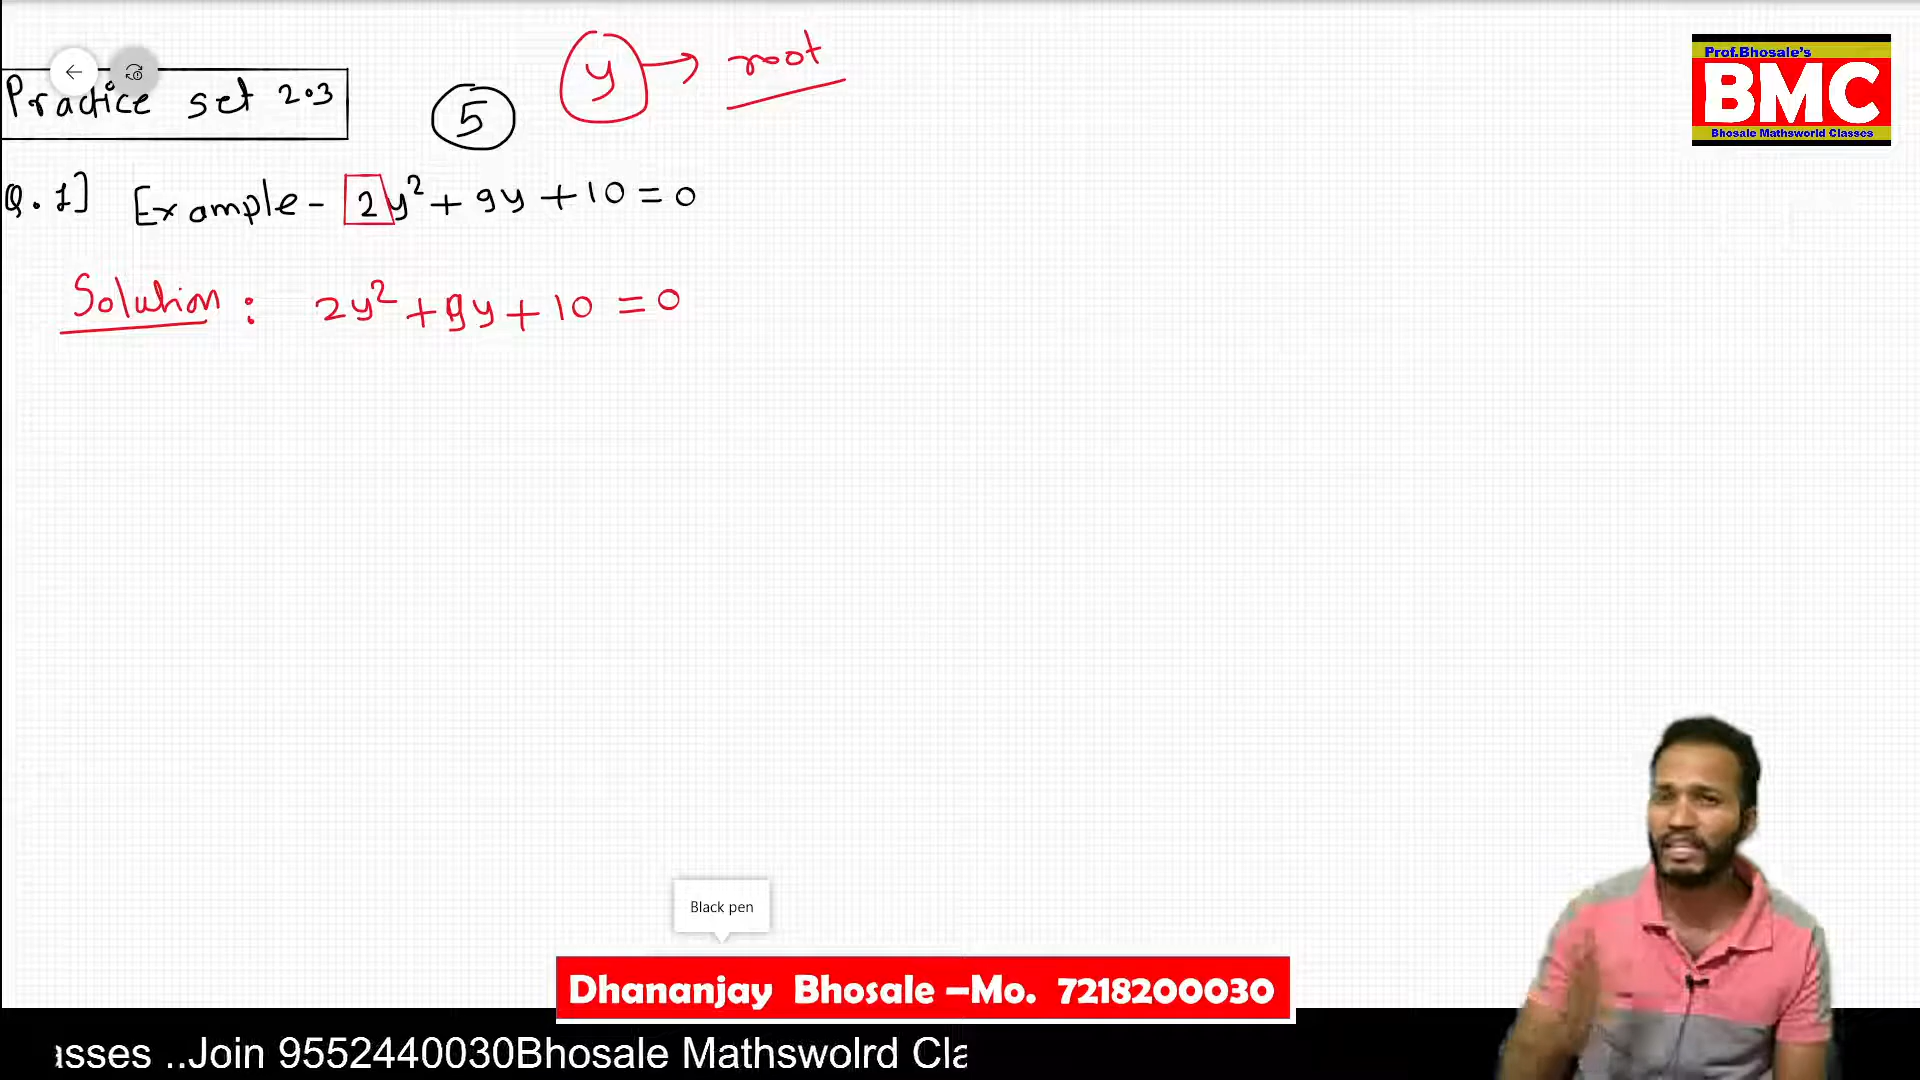 y → root
Practice set 2.3
5
Q.1] Example - 2y² + 9y + 10 = 0
Solution : 2y² + 9y + 10 = 0
Prof.Bhosale's
BMC
Bhosale Mathsworld Classes
Black pen
Dhananjay Bhosale –Mo. 7218200030
asses ..Join 9552440030Bhosale Mathswolrd Cla